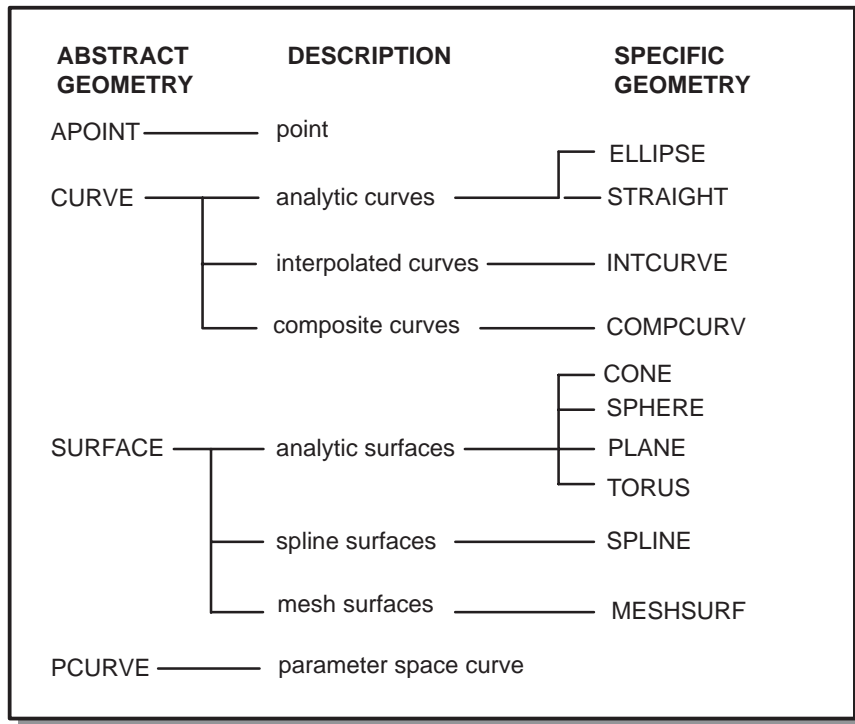 ABSTRACT GEOMETRY DESCRIPTION SPECIFIC GEOMETRY
APOINT point
ELLIPSE
CURVE analytic curves STRAIGHT
interpolated curves INTCURVE
composite curves COMPCURV
CONE
SPHERE
SURFACE analytic surfaces PLANE
TORUS
spline surfaces SPLINE
mesh surfaces MESHSURF
PCURVE parameter space curve